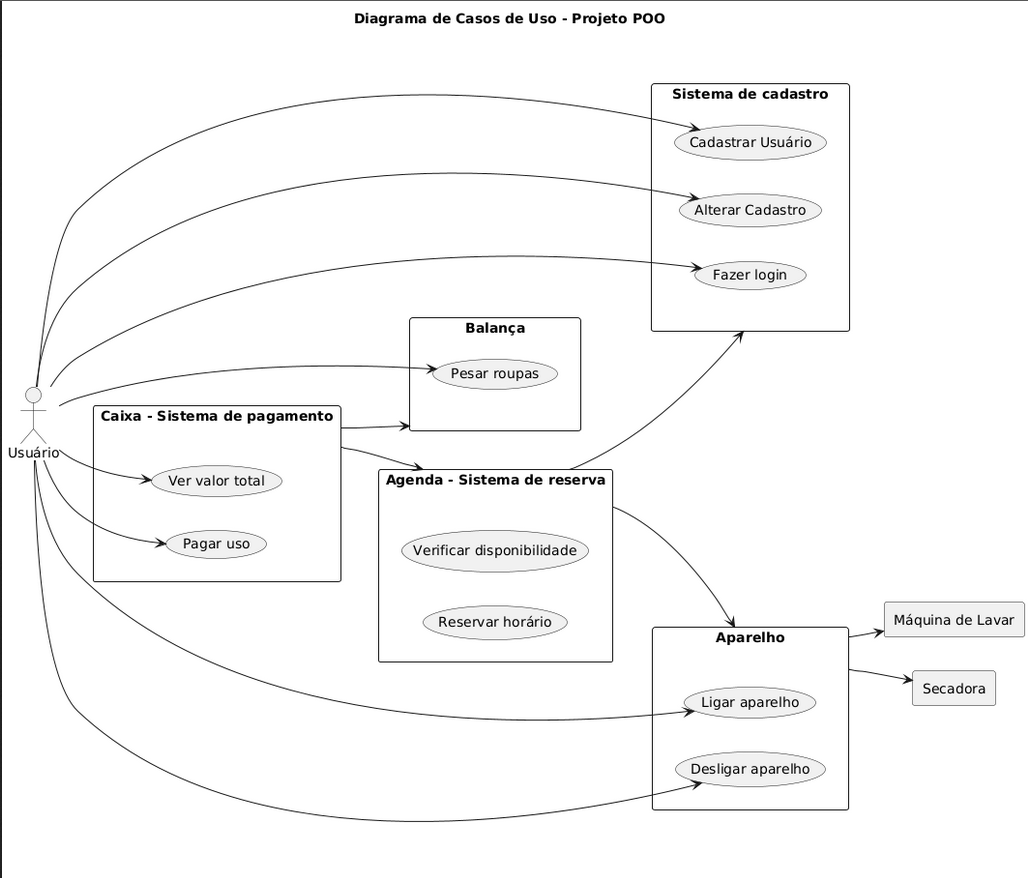 Diagrama de Casos de Uso - Projeto POO
Sistema de cadastro
Cadastrar Usuário
Alterar Cadastro
Fazer login
Balança
Pesar roupas
Usuário
Caixa - Sistema de pagamento
Ver valor total
Pagar uso
Agenda - Sistema de reserva
Verificar disponibilidade
Reservar horário
Aparelho
Ligar aparelho
Desligar aparelho
Máquina de Lavar
Secadora